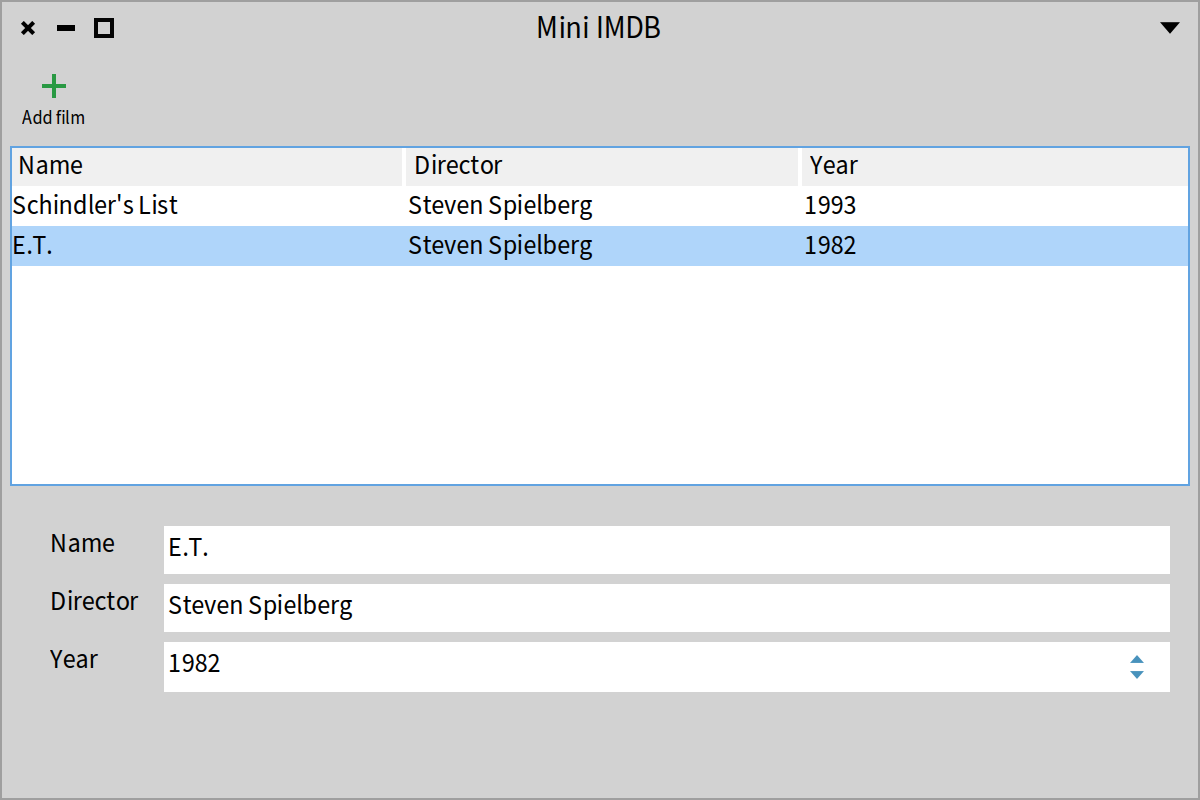 Mini IMDB
Add film
Name Director Year
Schindler's List Steven Spielberg 1993
E.T. Steven Spielberg 1982
Name E.T.
Director Steven Spielberg
Year 1982